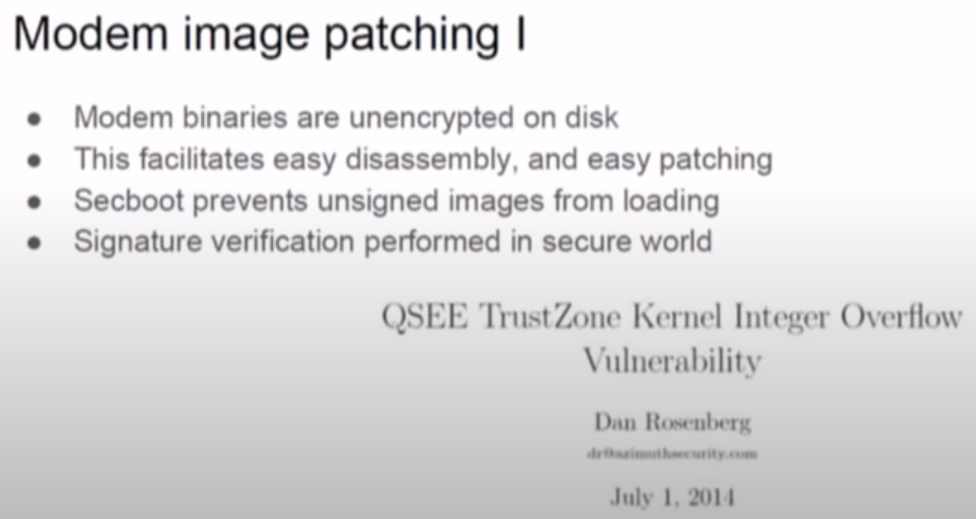 Modem image patching I
● Modem binaries are unencrypted on disk
● This facilitates easy disassembly, and easy patching
● Secboot prevents unsigned images from loading
● Signature verification performed in secure world
QSEE TrustZone Kernel Integer Overflow
Vulnerability
Dan Rosenberg
dr@azimuthsecurity.com
July 1, 2014